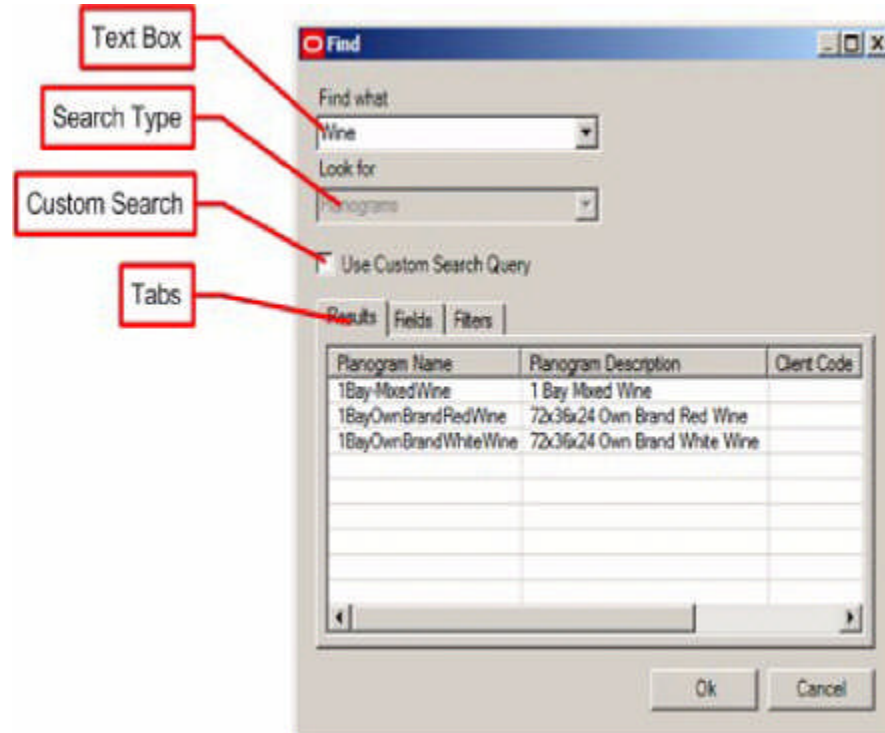 Text Box
Find
Find what
Wine
Search Type
Look for
Planograms
Custom Search
Use Custom Search Query
Tabs
Results Fields Filters
Planogram Name Planogram Description Client Code
1Bay-MixedWine 1 Bay Mixed Wine
1BayOwnBrandRedWine 72x36x24 Own Brand Red Wine
1BayOwnBrandWhiteWine 72x36x24 Own Brand White Wine
Ok Cancel